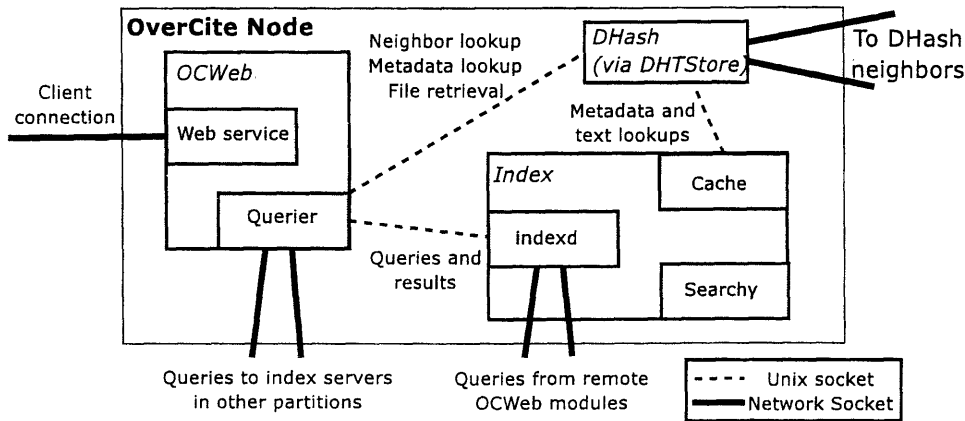 OverCite Node
OCWeb
Neighbor lookup
Metadata lookup
File retrieval
DHash
(via DHTStore)
To DHash
neighbors
Client
connection
Web service
Metadata and
text lookups
Index
Cache
Querier
indexd
Queries and
results
Searchy
Queries to index servers
in other partitions
Queries from remote
OCWeb modules
Unix socket
Network Socket